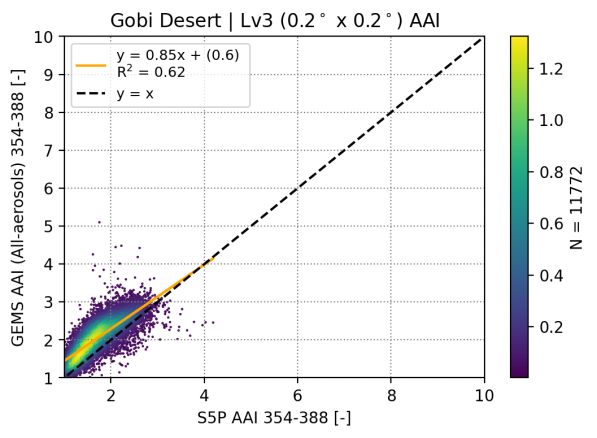 Gobi Desert | Lv3 (0.2° x 0.2°) AAI
y = 0.85x + (0.6)
R² = 0.62
y = x
10
9
8
7
6
5
4
3
2
1
GEMS AAI (All-aerosols) 354-388 [-]
2 4 6 8 10
S5P AAI 354-388 [-]
1.2
1.0
0.8
0.6
0.4
0.2
N = 11772